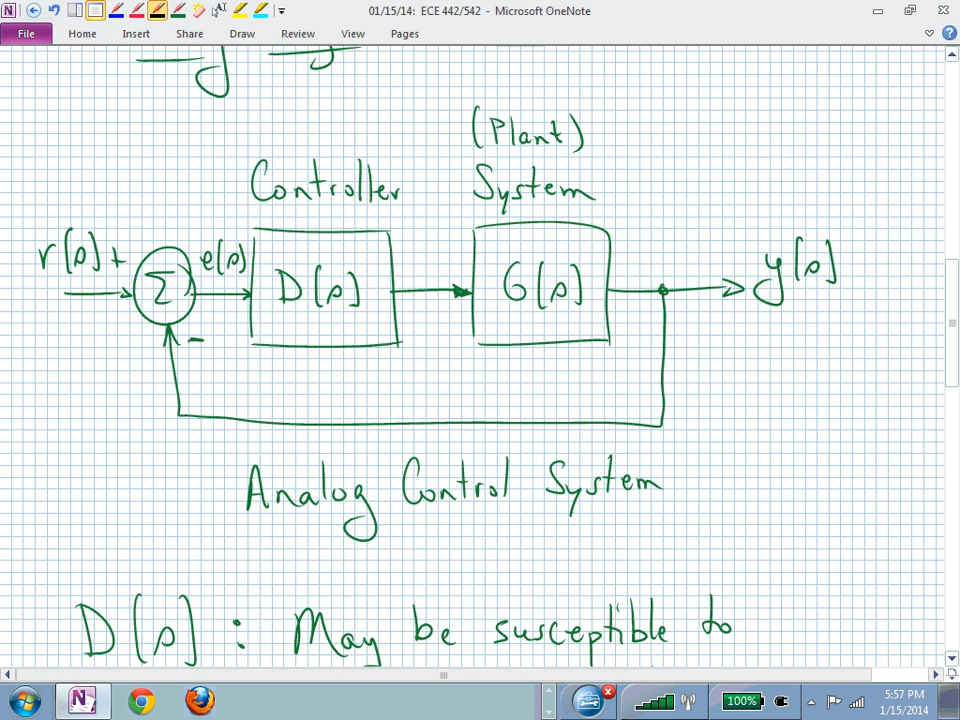 01/15/14: ECE 442/542 - Microsoft OneNote
File Home Insert Share Draw Review View Pages
(Plant)
Controller System
r(s) + Σ e(s) D(s) G(s) y(s)
-
Analog Control System
D(s): May be susceptible to
100% 5:57 PM
1/15/2014